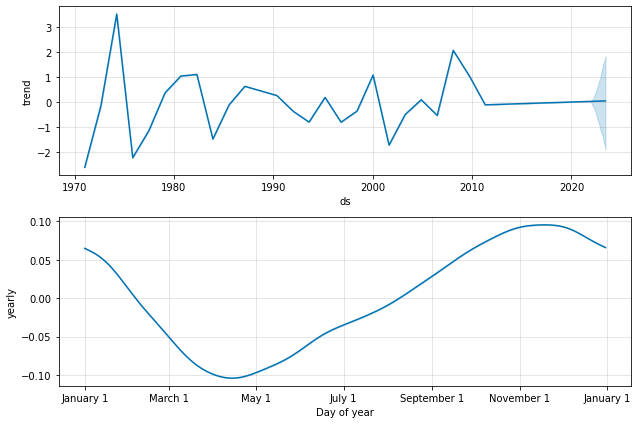 3
2
1
0
−1
−2
trend
1970
1980
1990
2000
2010
2020
ds
0.10
0.05
0.00
−0.05
−0.10
yearly
January 1
March 1
May 1
July 1
September 1
November 1
January 1
Day of year